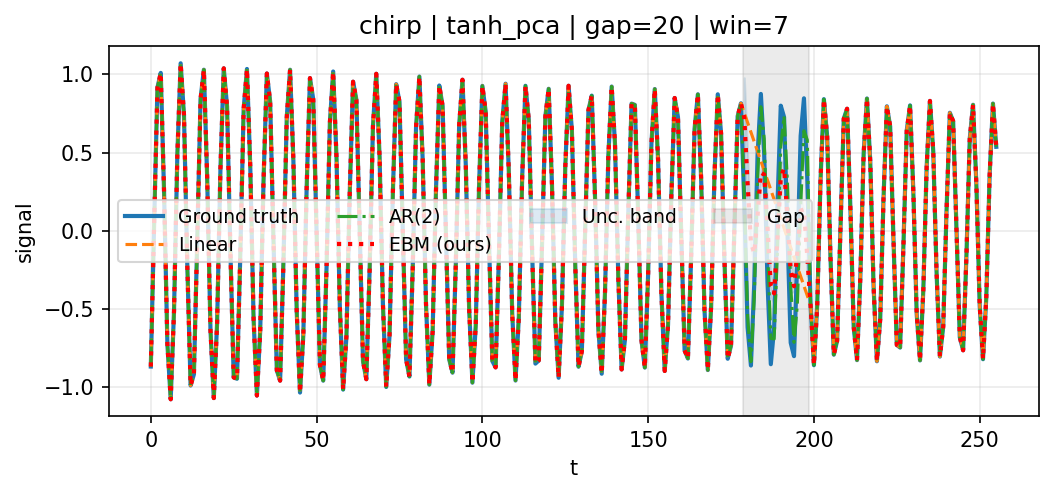 chirp | tanh_pca | gap=20 | win=7
signal
1.0
0.5
0.0
−0.5
−1.0
Ground truth AR(2) Unc. band Gap
Linear EBM (ours)
0 50 100 150 200 250
t